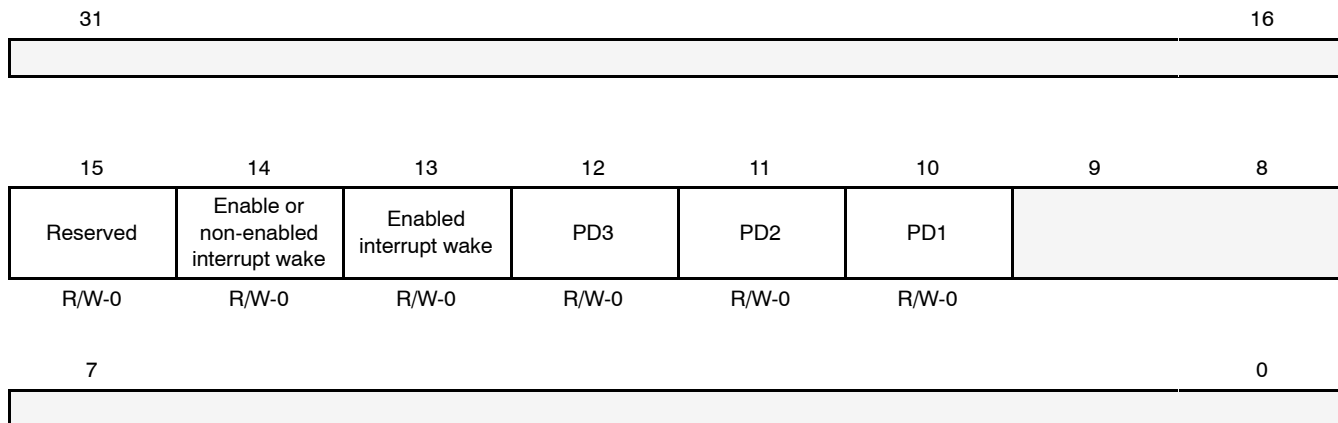 31 16
15 14 13 12 11 10 9 8
Reserved
Enable or
non-enabled
interrupt wake
Enabled
interrupt wake
PD3
PD2
PD1
R/W-0 R/W-0 R/W-0 R/W-0 R/W-0 R/W-0
7 0